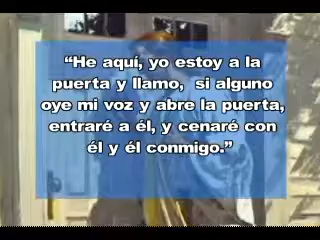 “He aquí, yo estoy a la
puerta y llamo,  si alguno
oye mi voz y abre la puerta,
entraré a él, y cenaré con
él y él conmigo.”